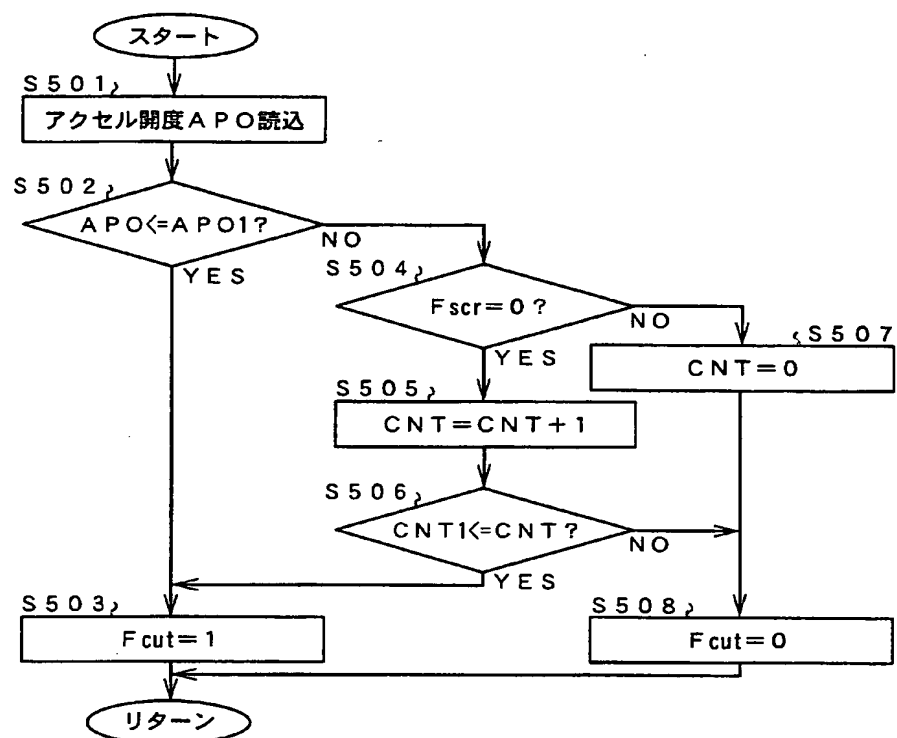 スタート
S501
アクセル開度APO読込
S502
APO<=APO1?
NO
YES
S504
Fscr=0?
NO
YES
S507
CNT=0
S505
CNT=CNT+1
S506
CNT1<=CNT?
NO
YES
S503
Fcut=1
S508
Fcut=0
リターン